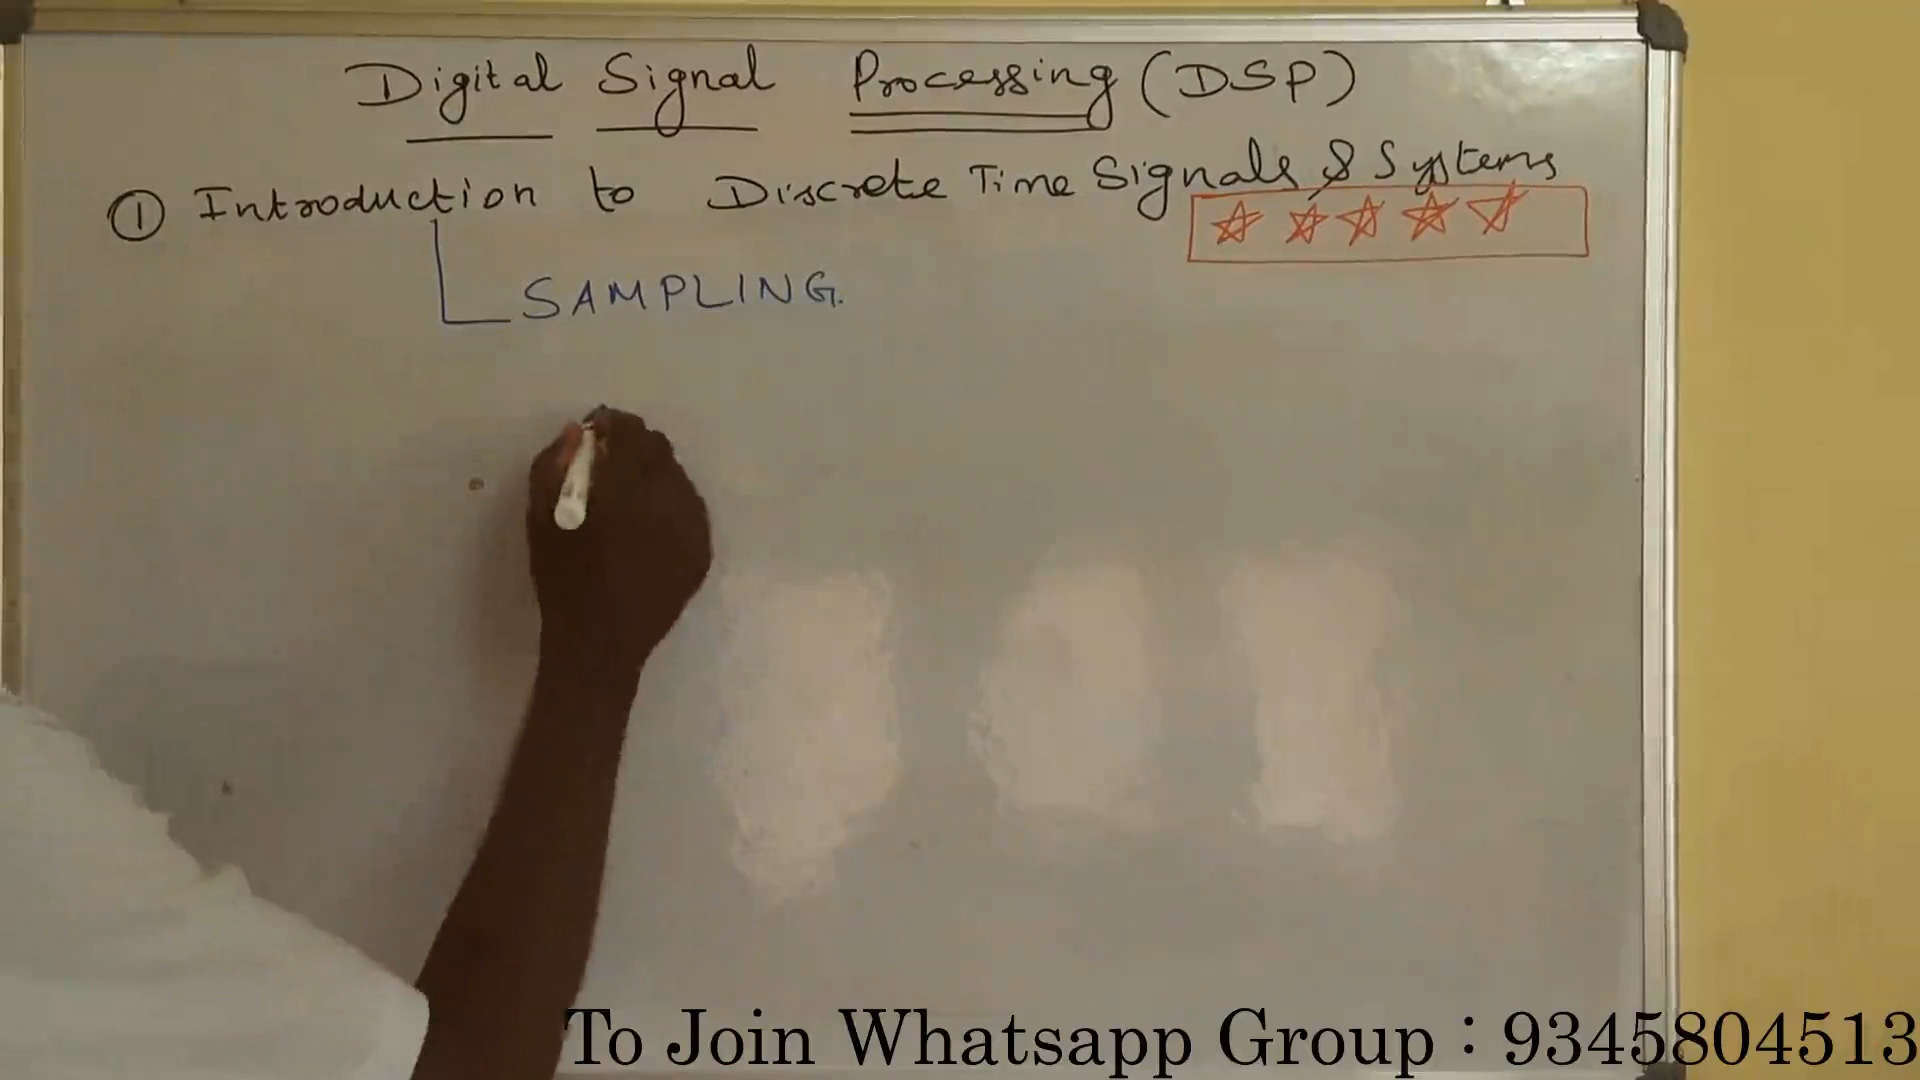 Digital Signal Processing (DSP)
① Introduction to Discrete Time Signals & Systems
SAMPLING.
To Join Whatsapp Group : 9345804513